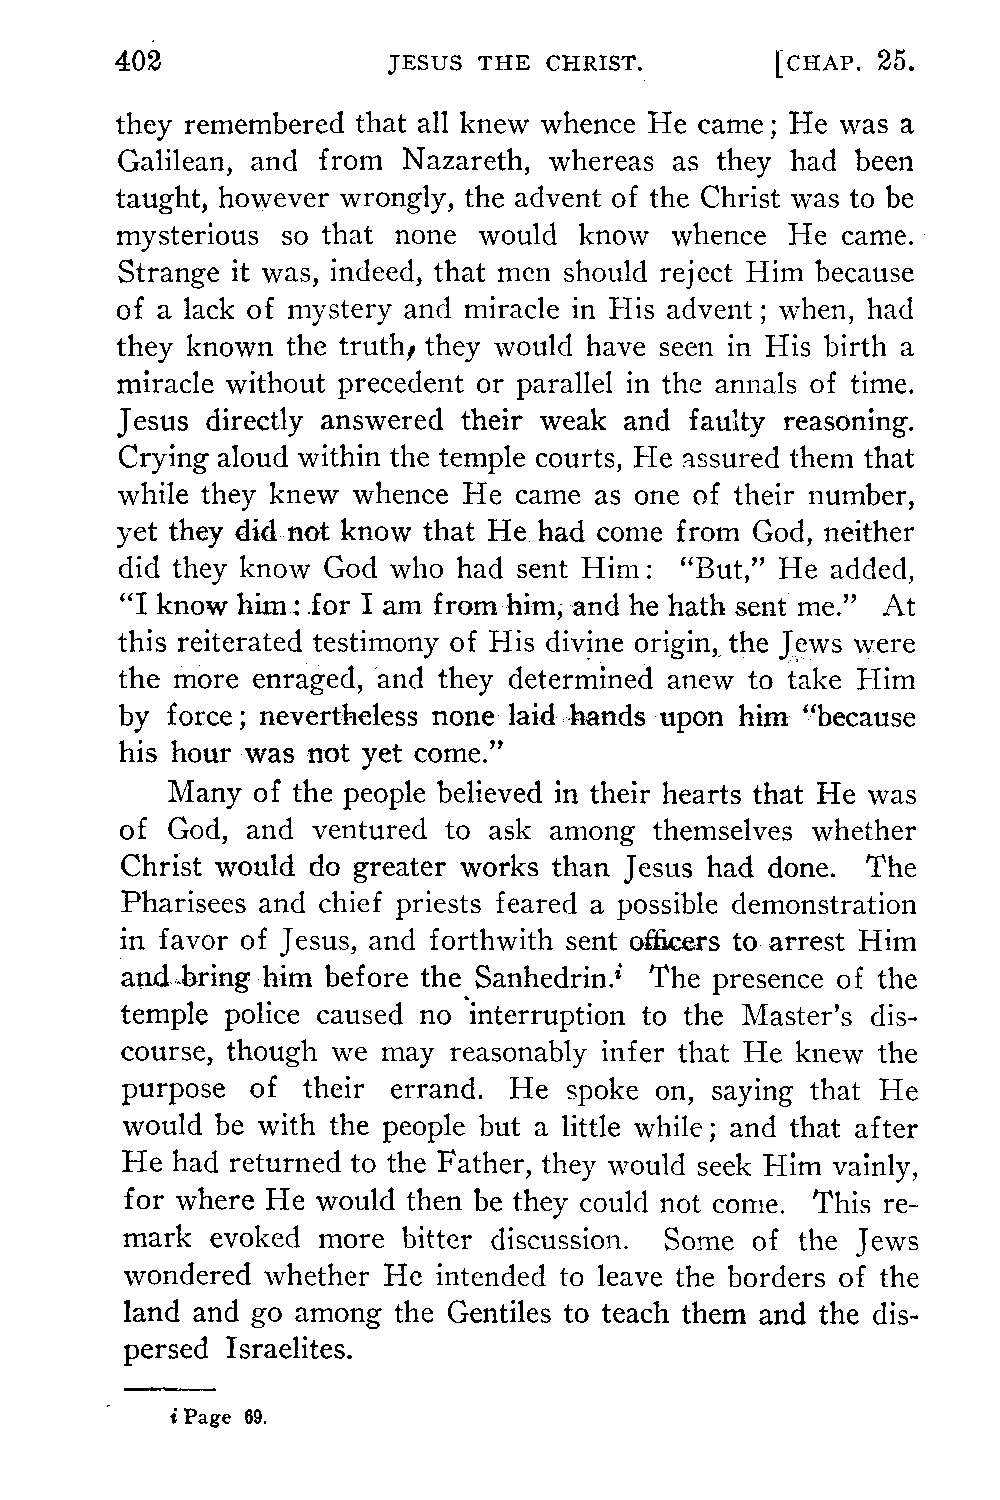 402 JESUS THE CHRIST. [CHAP. 25.
they remembered that all knew whence He came; He was a
Galilean, and from Nazareth, whereas as they had been
taught, however wrongly, the advent of the Christ was to be
mysterious so that none would know whence He came.
Strange it was, indeed, that men should reject Him because
of a lack of mystery and miracle in His advent; when, had
they known the truth, they would have seen in His birth a
miracle without precedent or parallel in the annals of time.
Jesus directly answered their weak and faulty reasoning.
Crying aloud within the temple courts, He assured them that
while they knew whence He came as one of their number,
yet they did not know that He had come from God, neither
did they know God who had sent Him: “But,” He added,
“I know him: for I am from him, and he hath sent me.” At
this reiterated testimony of His divine origin, the Jews were
the more enraged, and they determined anew to take Him
by force; nevertheless none laid hands upon him “because
his hour was not yet come.”
Many of the people believed in their hearts that He was
of God, and ventured to ask among themselves whether
Christ would do greater works than Jesus had done. The
Pharisees and chief priests feared a possible demonstration
in favor of Jesus, and forthwith sent officers to arrest Him
and bring him before the Sanhedrin.i The presence of the
temple police caused no interruption to the Master's dis-
course, though we may reasonably infer that He knew the
purpose of their errand. He spoke on, saying that He
would be with the people but a little while; and that after
He had returned to the Father, they would seek Him vainly,
for where He would then be they could not come. This re-
mark evoked more bitter discussion. Some of the Jews
wondered whether He intended to leave the borders of the
land and go among the Gentiles to teach them and the dis-
persed Israelites.
i Page 69.